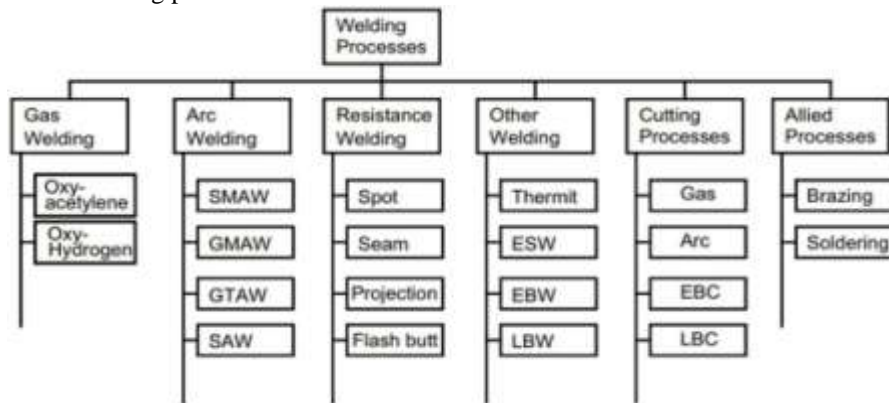 Welding
Processes
Gas
Welding
Arc
Welding
Resistance
Welding
Other
Welding
Cutting
Processes
Allied
Processes
Oxy-
acetylene
Oxy-
Hydrogen
SMAW
GMAW
GTAW
SAW
Spot
Seam
Projection
Flash butt
Thermit
ESW
EBW
LBW
Gas
Arc
EBC
LBC
Brazing
Soldering